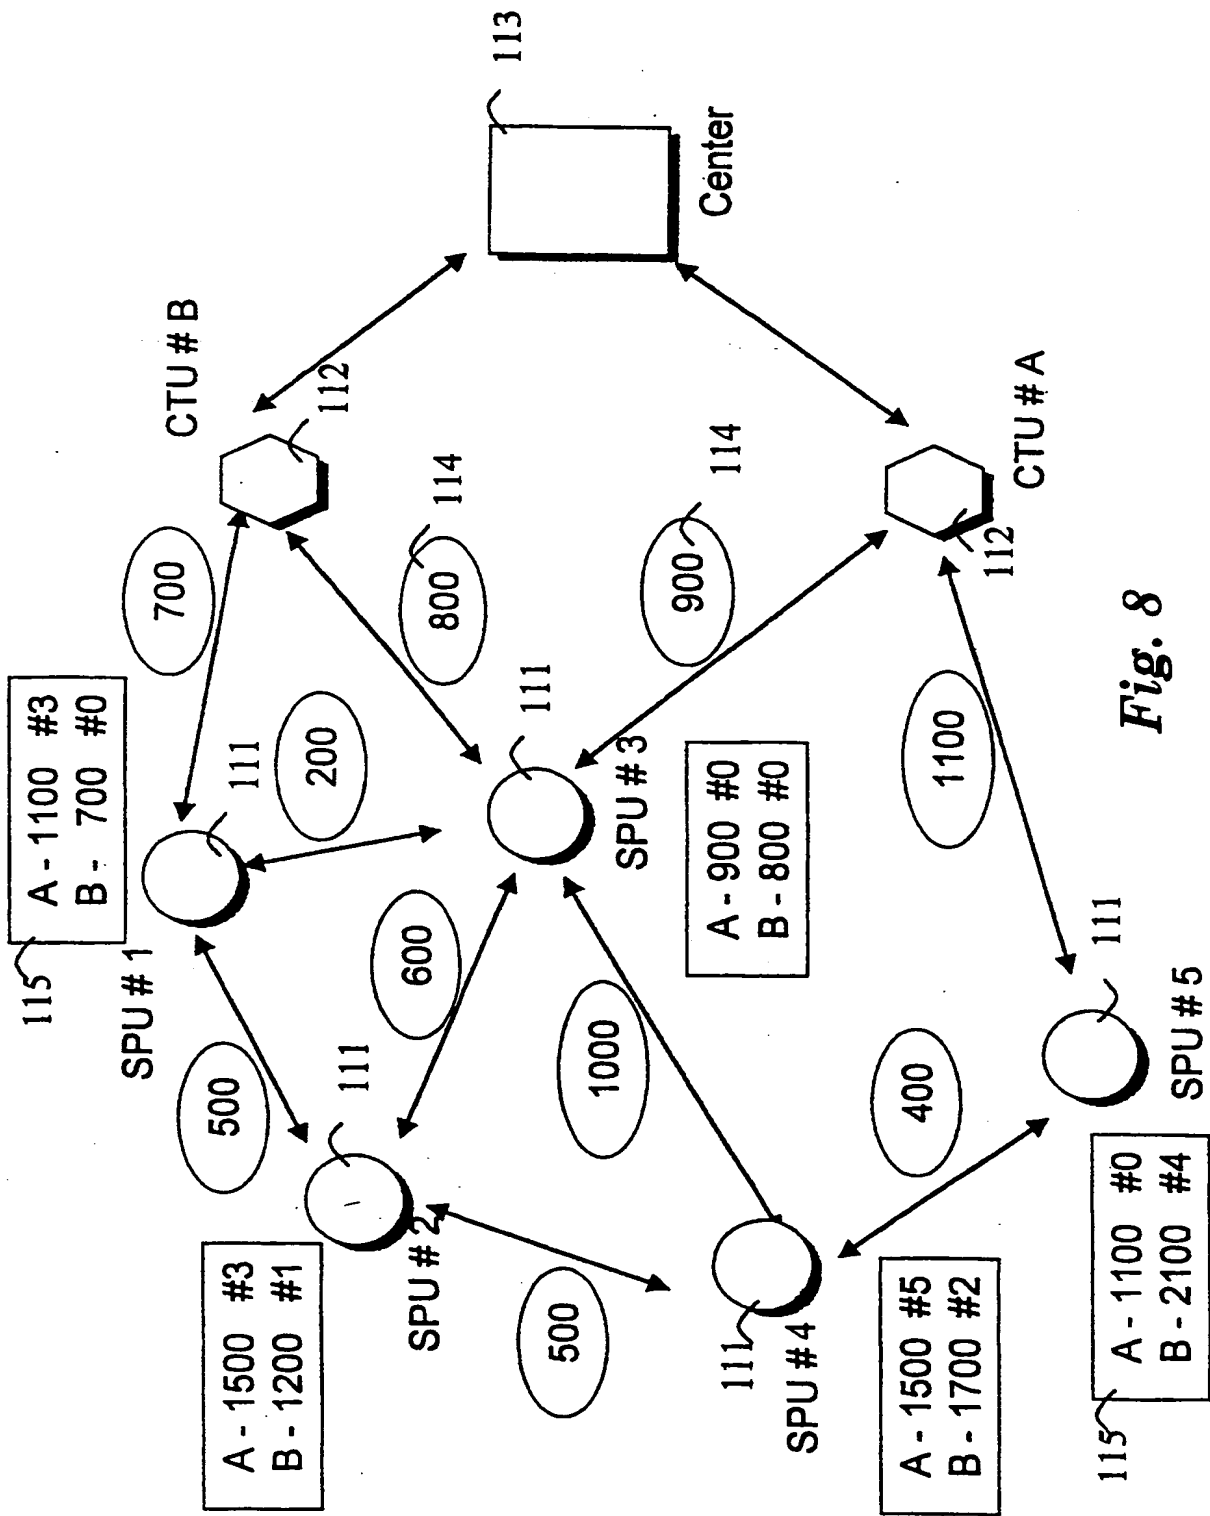 115
A - 1100 #3
B - 700 #0
SPU # 1
111
700
CTU # B
112
500
200
A - 1500 #3
B - 1200 #1
SPU # 2
111
600
800
114
113
Center
SPU # 3
111
A - 900 #0
B - 800 #0
500
1000
900
114
111
SPU # 4
A - 1500 #5
B - 1700 #2
400
1100
112
CTU # A
115
A - 1100 #0
B - 2100 #4
SPU # 5
111
Fig. 8